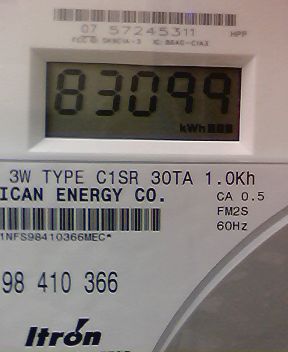 07 57245311
HPP
83099
kWh
3W TYPE C1SR 30TA 1.0Kh
ICAN ENERGY CO.
CA 0.5
FM2S
60Hz
1NFS98410366MEC*
98 410 366
Itron